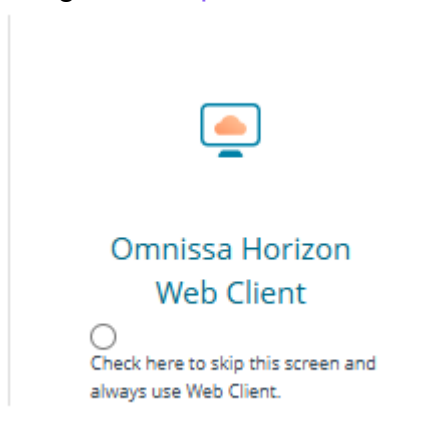 Omnissa Horizon
Web Client
Check here to skip this screen and
always use Web Client.